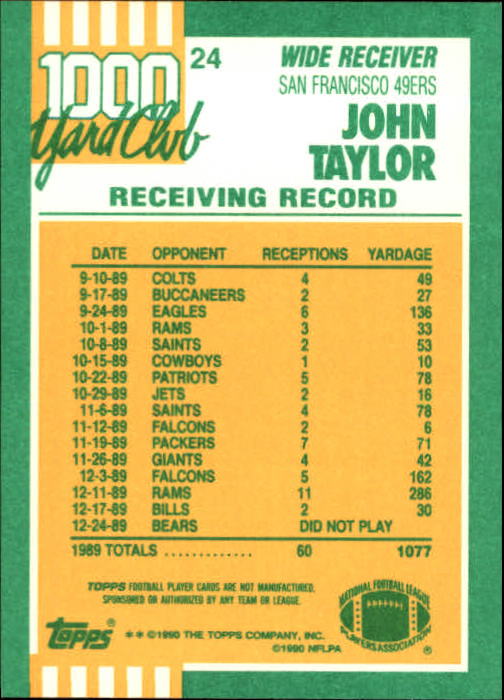 1000 24 WIDE RECEIVER
Yard Club SAN FRANCISCO 49ERS
JOHN
TAYLOR
RECEIVING RECORD
DATE OPPONENT RECEPTIONS YARDAGE
9-10-89 COLTS 4 49
9-17-89 BUCCANEERS 2 27
9-24-89 EAGLES 6 136
10-1-89 RAMS 3 33
10-8-89 SAINTS 2 53
10-15-89 COWBOYS 1 10
10-22-89 PATRIOTS 5 78
10-29-89 JETS 2 16
11-6-89 SAINTS 4 78
11-12-89 FALCONS 2 6
11-19-89 PACKERS 7 71
11-26-89 GIANTS 4 42
12-3-89 FALCONS 5 162
12-11-89 RAMS 11 286
12-17-89 BILLS 2 30
12-24-89 BEARS DID NOT PLAY
1989 TOTALS ............. 60 1077
TOPPS FOOTBALL PLAYER CARDS ARE NOT MANUFACTURED,
SPONSORED OR AUTHORIZED BY ANY TEAM OR LEAGUE.
NATIONAL FOOTBALL LEAGUE
PLAYERS ASSOCIATION ®
topps ® **©1990 THE TOPPS COMPANY, INC.
©1990 NFLPA